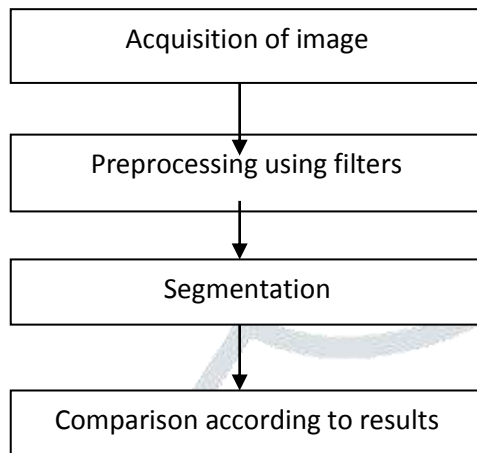 Acquisition of image
Preprocessing using filters
Segmentation
Comparison according to results